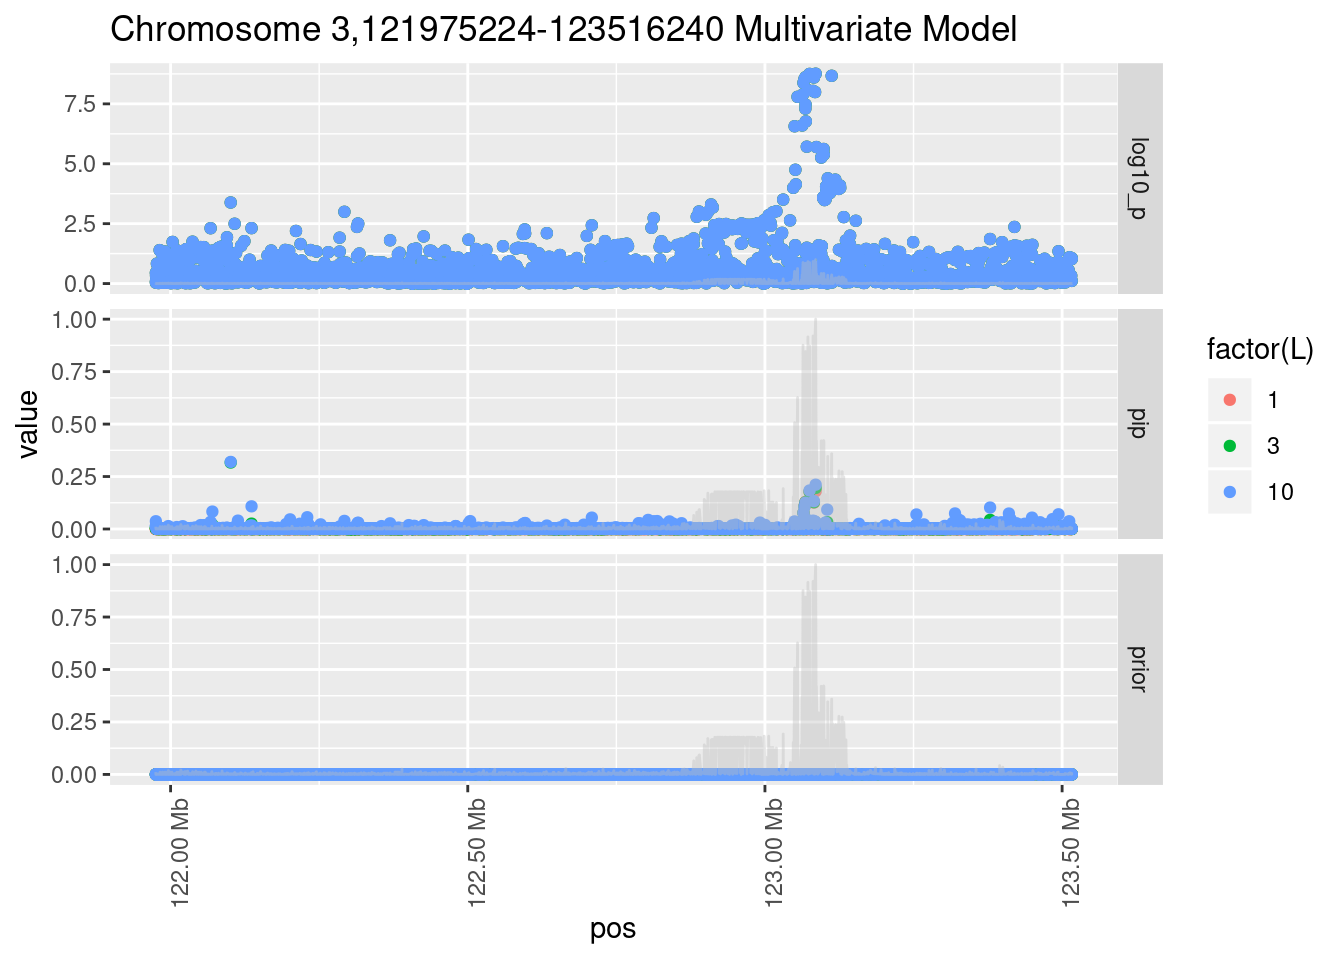 Chromosome 3,121975224-123516240 Multivariate Model
7.5
5.0
2.5
0.0
log10_p
1.00
0.75
0.50
0.25
0.00
pip
1.00
0.75
0.50
0.25
0.00
prior
value
122.00 Mb
122.50 Mb
123.00 Mb
123.50 Mb
pos
factor(L)
1
3
10